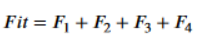 Fit = F₁ + F₂ + F₃ + F₄